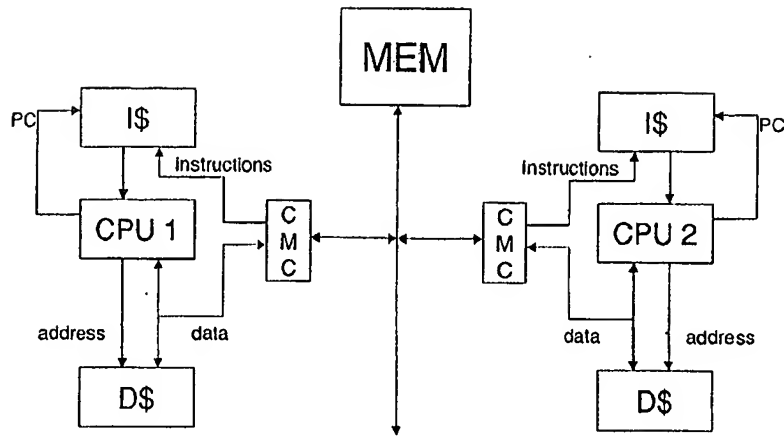 MEM
PC
I$
instructions
CPU 1
C
M
C
address
data
D$
I$
PC
instructions
C
M
C
CPU 2
data
address
D$